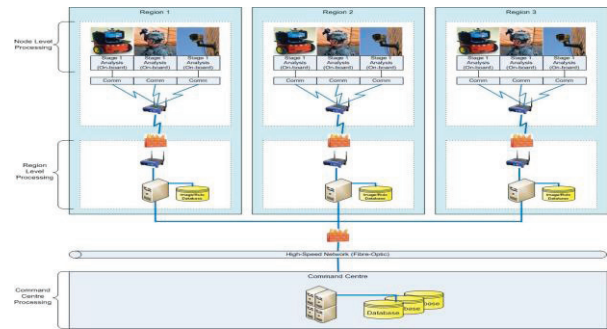 Region 1
Region 2
Region 3
Node Level
Processing
Stage 1
Analysis
(On-board)
Stage 1
Analysis
(On-board)
Stage 1
Analysis
(On-board)
Stage 1
Analysis
(On-board)
Stage 1
Analysis
(On-board)
Stage 1
Analysis
(On-board)
Stage 1
Analysis
(On-board)
Stage 1
Analysis
(On-board)
Stage 1
Analysis
(On-board)
Comm
Comm
Comm
Comm
Comm
Comm
Comm
Comm
Comm
Region
Level
Processing
Database
Database
Database
High-Speed Network (Fibre-Optic)
Command Centre
Command
Centre
Processing
Database